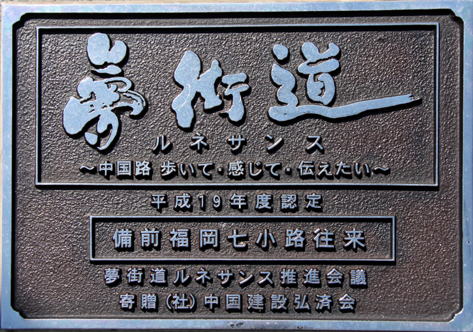 夢街道
ルネサンス
～中国路 歩いて・感じて・伝えたい～
平成19年度認定
備前福岡七小路往来
夢街道ルネサンス推進会議
寄贈(社)中国建設弘済会